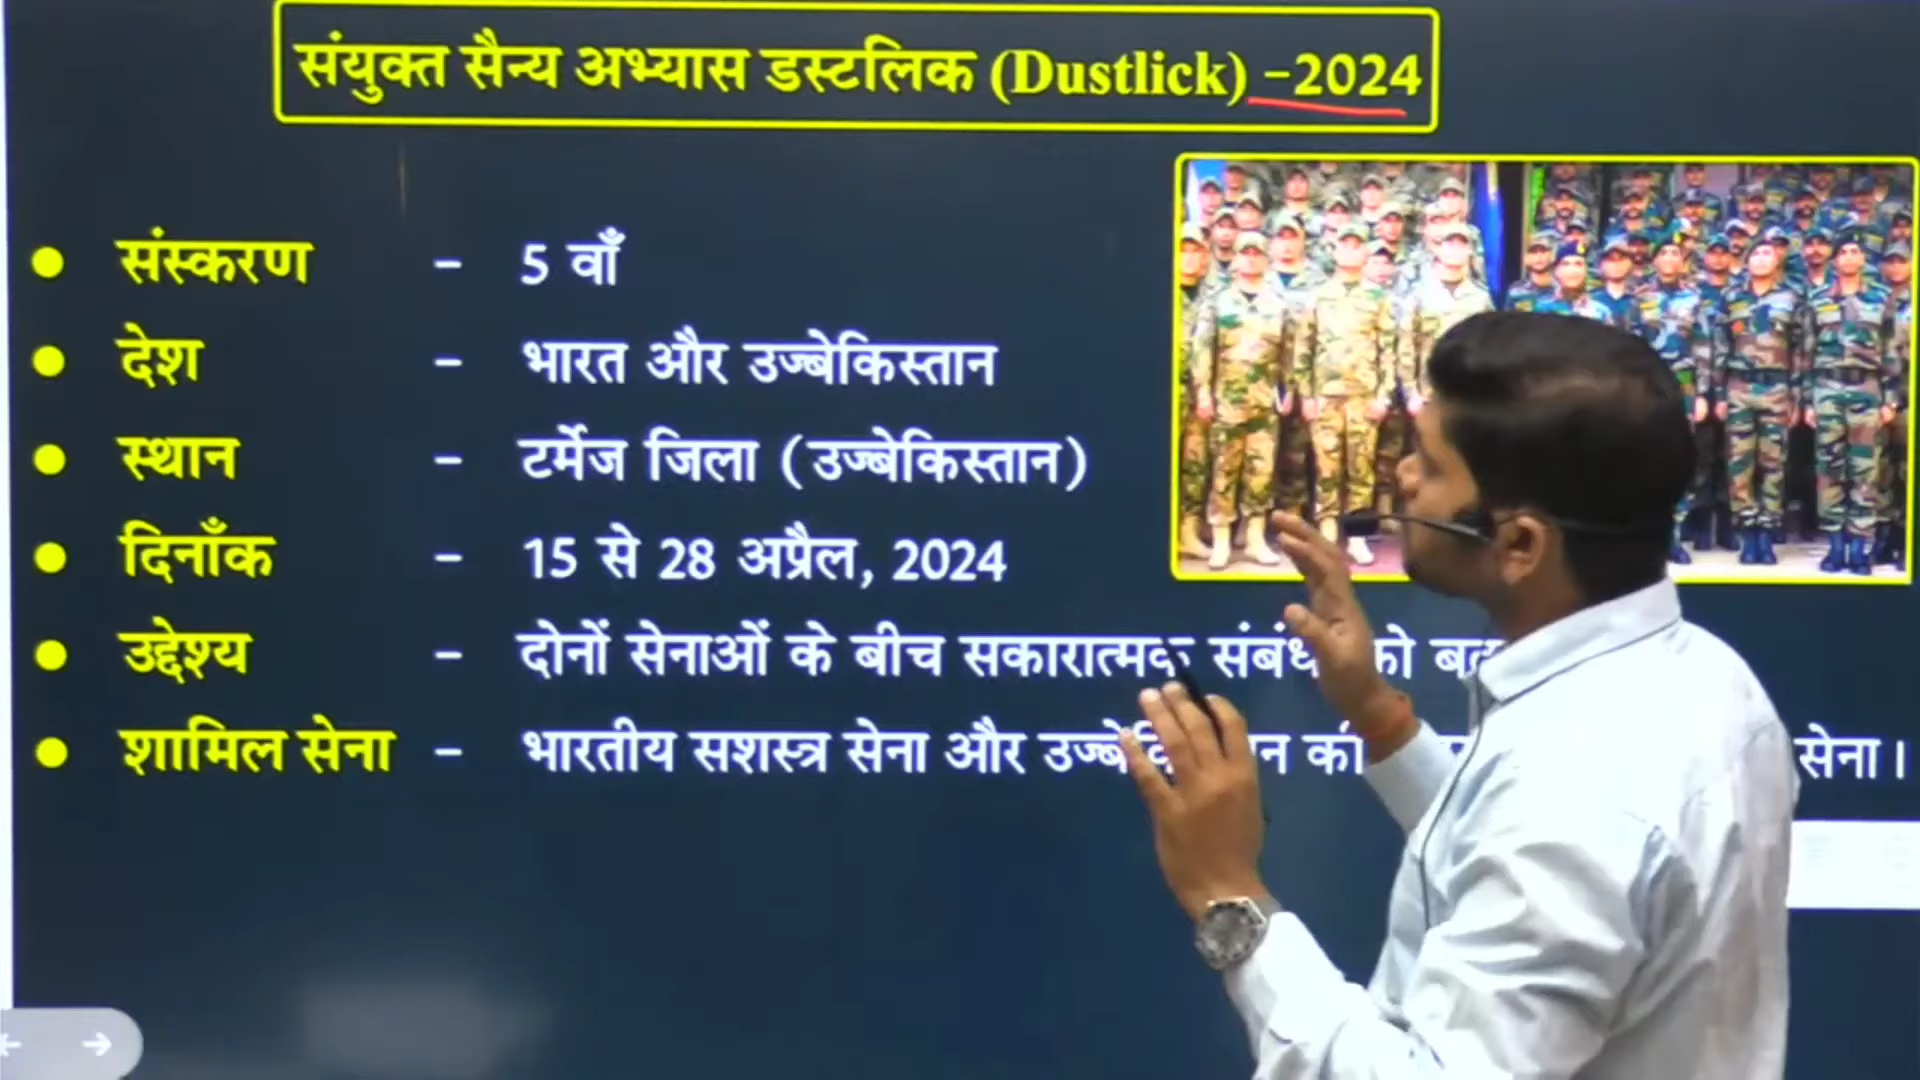 संयुक्त सैन्य अभ्यास डस्टलिक (Dustlick) -2024
संस्करण - 5 वाँ
देश - भारत और उज्बेकिस्तान
स्थान - टर्मेज जिला (उज्बेकिस्तान)
दिनाँक - 15 से 28 अप्रैल, 2024
उद्देश्य - दोनों सेनाओं के बीच सकारात्मक को
शामिल सेना - भारतीय सशस्त्र सेना और की सेना।